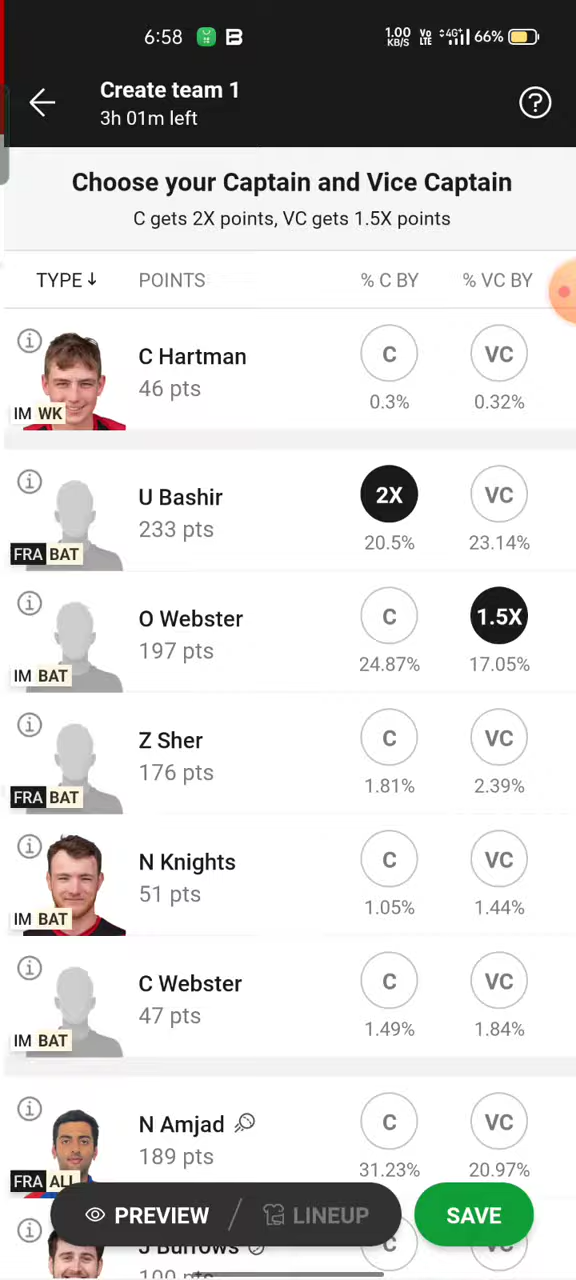 6:58 B 1.00 KB/S Vo LTE 4G+ 66%
Create team 1
3h 01m left
?
Choose your Captain and Vice Captain
C gets 2X points, VC gets 1.5X points
TYPE↓ POINTS % C BY % VC BY
i C Hartman C VC
46 pts 0.3% 0.32%
IM WK
i U Bashir 2X VC
233 pts 20.5% 23.14%
FRA BAT
i O Webster C 1.5X
197 pts 24.87% 17.05%
IM BAT
i Z Sher C VC
176 pts 1.81% 2.39%
FRA BAT
i N Knights C VC
51 pts 1.05% 1.44%
IM BAT
i C Webster C VC
47 pts 1.49% 1.84%
IM BAT
i N Amjad C VC
189 pts 31.23% 20.97%
FRA ALL
PREVIEW / LINEUP SAVE
i J Burrows C VC